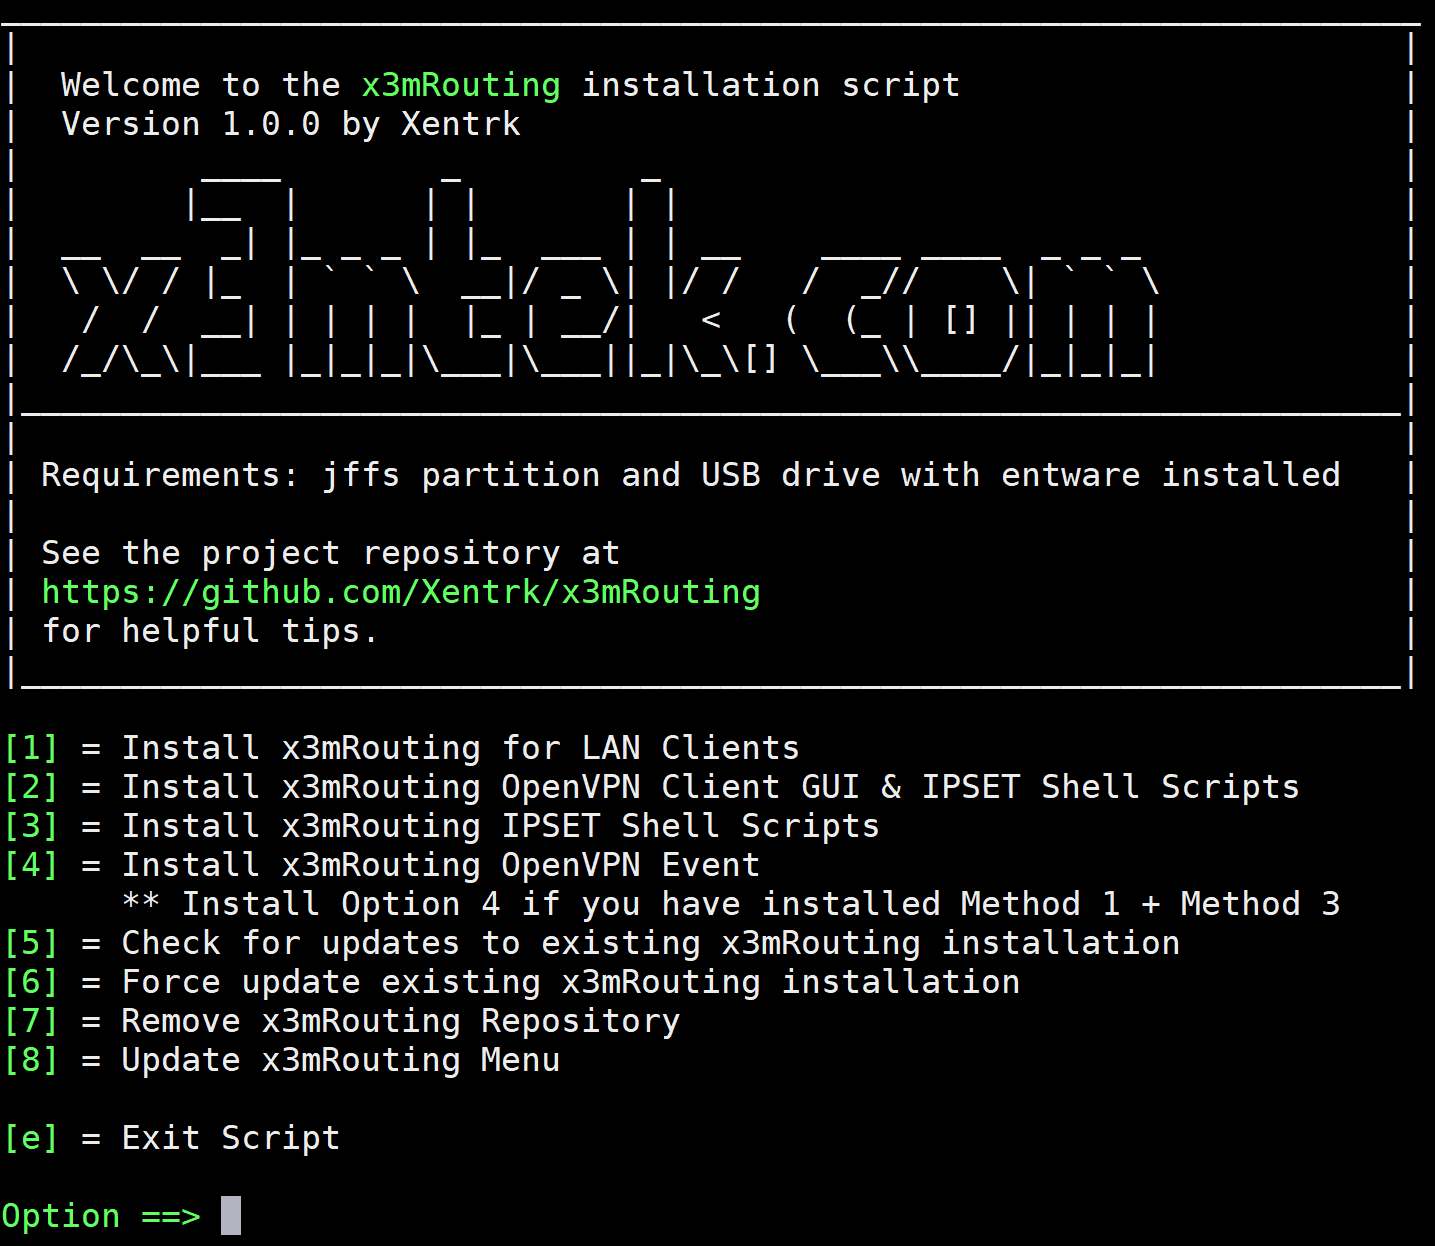 Welcome to the x3mRouting installation script
Version 1.0.0 by Xentrk
x3mtek.com
Requirements: jffs partition and USB drive with entware installed
See the project repository at
https://github.com/Xentrk/x3mRouting
for helpful tips.
[1] = Install x3mRouting for LAN Clients
[2] = Install x3mRouting OpenVPN Client GUI & IPSET Shell Scripts
[3] = Install x3mRouting IPSET Shell Scripts
[4] = Install x3mRouting OpenVPN Event
** Install Option 4 if you have installed Method 1 + Method 3
[5] = Check for updates to existing x3mRouting installation
[6] = Force update existing x3mRouting installation
[7] = Remove x3mRouting Repository
[8] = Update x3mRouting Menu
[e] = Exit Script
Option ==>